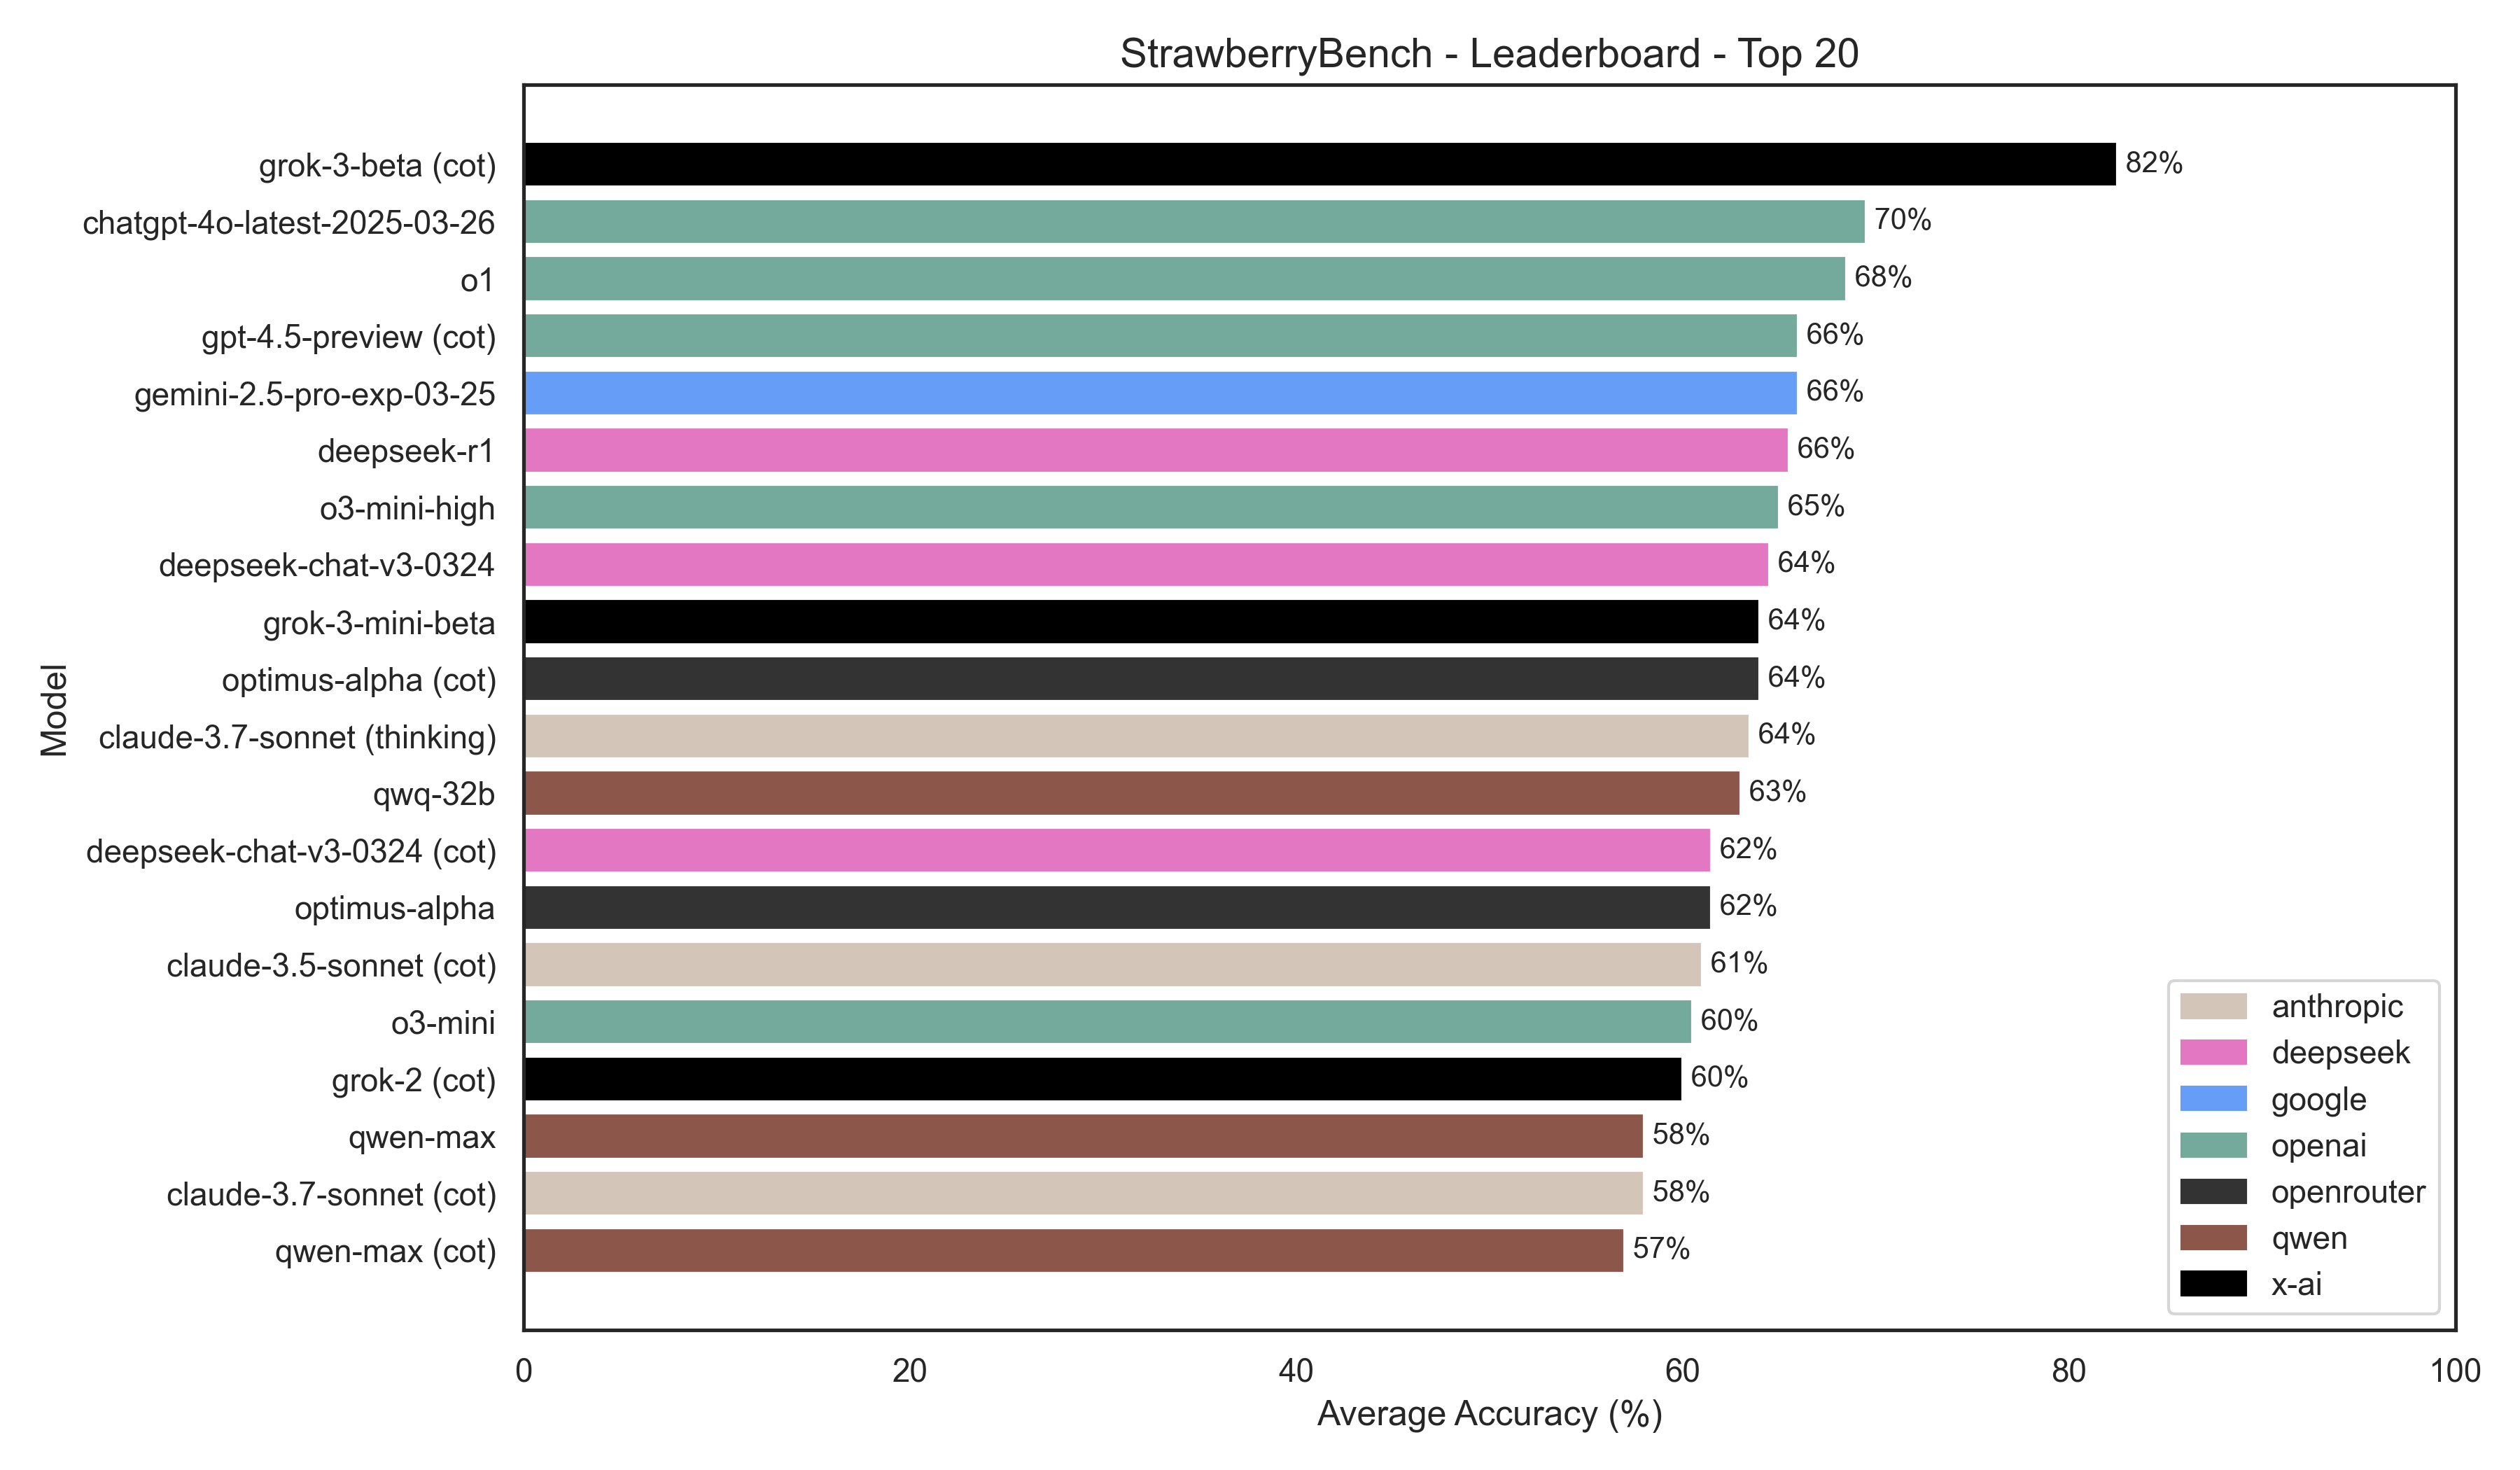 StrawberryBench - Leaderboard - Top 20
Model
grok-3-beta (cot) 82%
chatgpt-4o-latest-2025-03-26 70%
o1 68%
gpt-4.5-preview (cot) 66%
gemini-2.5-pro-exp-03-25 66%
deepseek-r1 66%
o3-mini-high 65%
deepseek-chat-v3-0324 64%
grok-3-mini-beta 64%
optimus-alpha (cot) 64%
claude-3.7-sonnet (thinking) 64%
qwq-32b 63%
deepseek-chat-v3-0324 (cot) 62%
optimus-alpha 62%
claude-3.5-sonnet (cot) 61%
o3-mini 60%
grok-2 (cot) 60%
qwen-max 58%
claude-3.7-sonnet (cot) 58%
qwen-max (cot) 57%
anthropic
deepseek
google
openai
openrouter
qwen
x-ai
0 20 40 60 80 100
Average Accuracy (%)